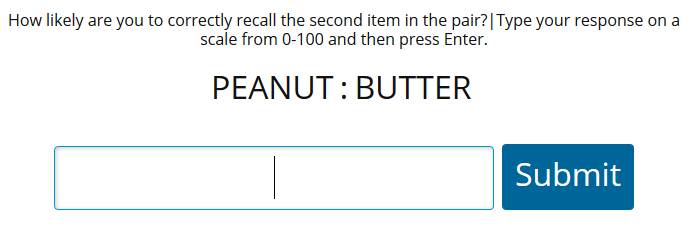 How likely are you to correctly recall the second item in the pair?|Type your response on a
scale from 0-100 and then press Enter.
PEANUT : BUTTER
Submit